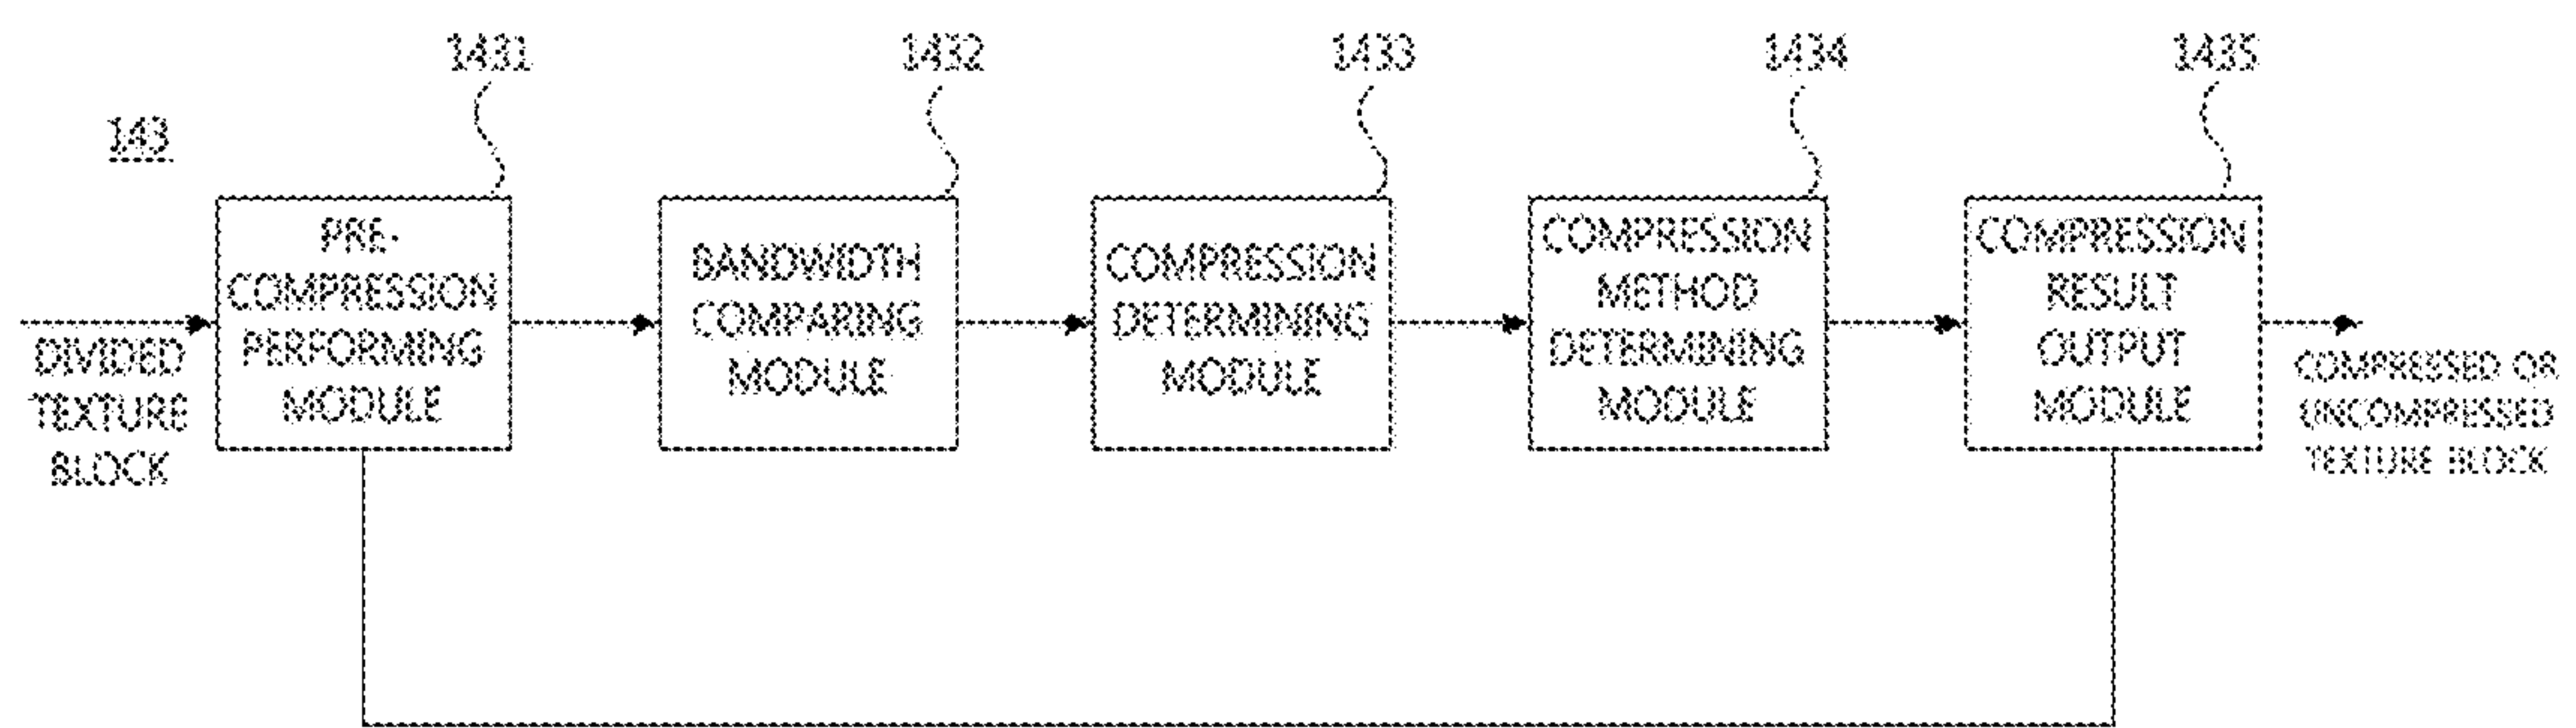 1431
1432
1433
1434
1435
143
PRE-
COMPRESSION
PERFORMING
MODULE
BANDWIDTH
COMPARING
MODULE
COMPRESSION
DETERMINING
MODULE
COMPRESSION
METHOD
DETERMINING
MODULE
COMPRESSION
RESULT
OUTPUT
MODULE
DIVIDED
TEXTURE
BLOCK
COMPRESSED OR
UNCOMPRESSED
TEXTURE BLOCK